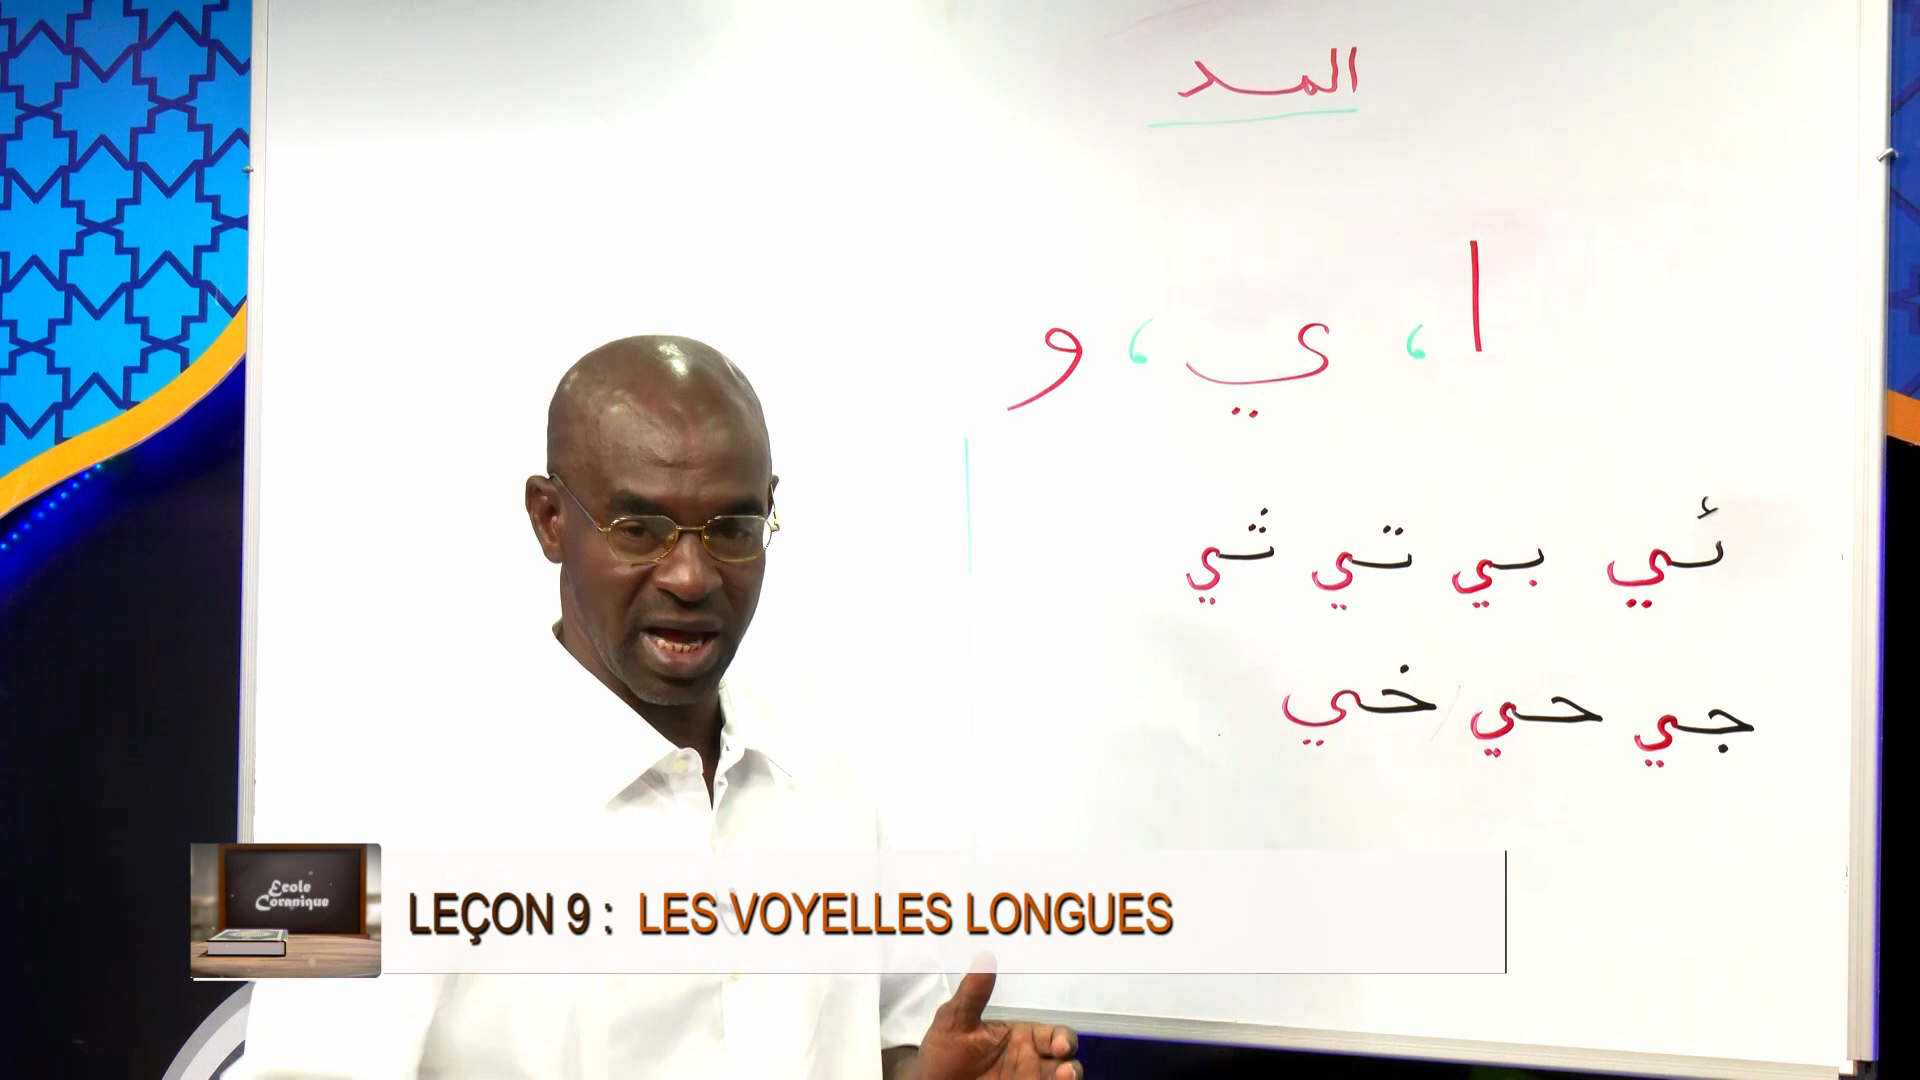 المد
ا ، ي ، و
ئي بي تي ثي
جي حي خي
Ecole
Coranique
LEÇON 9 : LES VOYELLES LONGUES